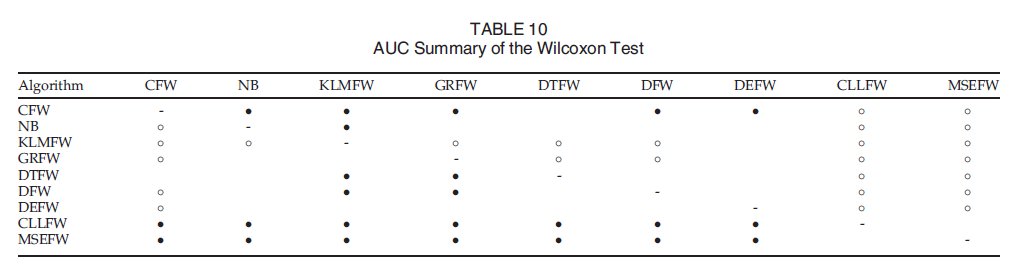 TABLE 10
AUC Summary of the Wilcoxon Test
Algorithm CFW NB KLMFW GRFW DTFW DFW DEFW CLLFW MSEFW
CFW - ● ● ● ● ● ○ ○
NB ○ - ● ○ ○
KLMFW ○ ○ - ○ ○ ○ ○ ○
GRFW ○ - ○ ○ ○ ○
DTFW ● ● - ○ ○
DFW ○ ● ● - ○ ○
DEFW ○ - ○ ○
CLLFW ● ● ● ● ● ● ● -
MSEFW ● ● ● ● ● ● ● -